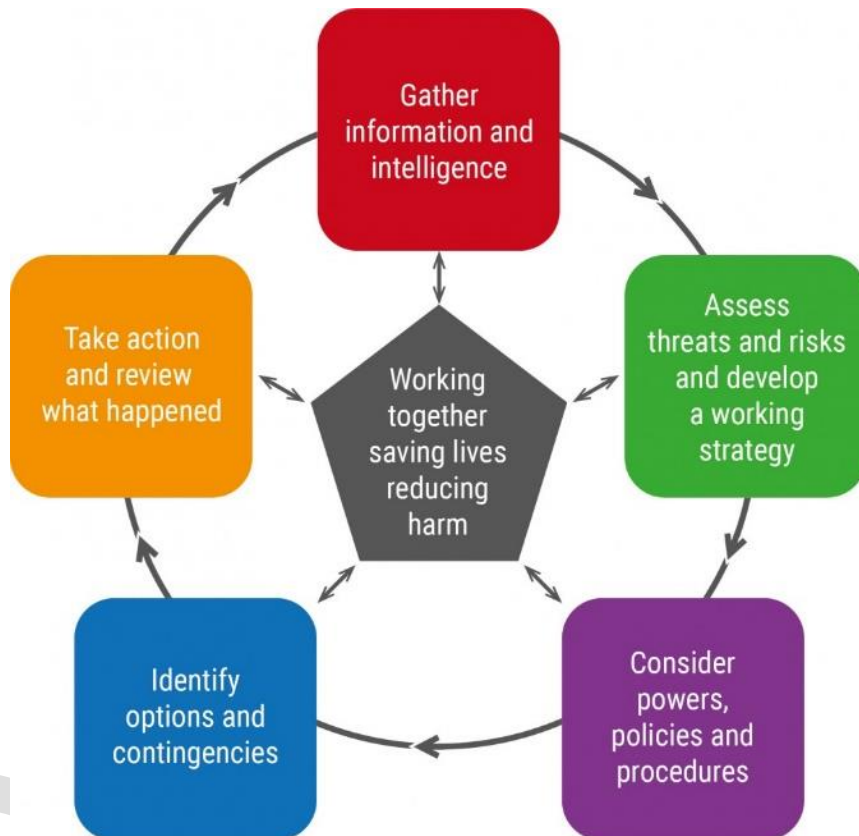 Gather
information and
intelligence
Assess
threats and risks
and develop
a working
strategy
Consider
powers,
policies and
procedures
Identify
options and
contingencies
Take action
and review
what happened
Working
together
saving lives
reducing
harm